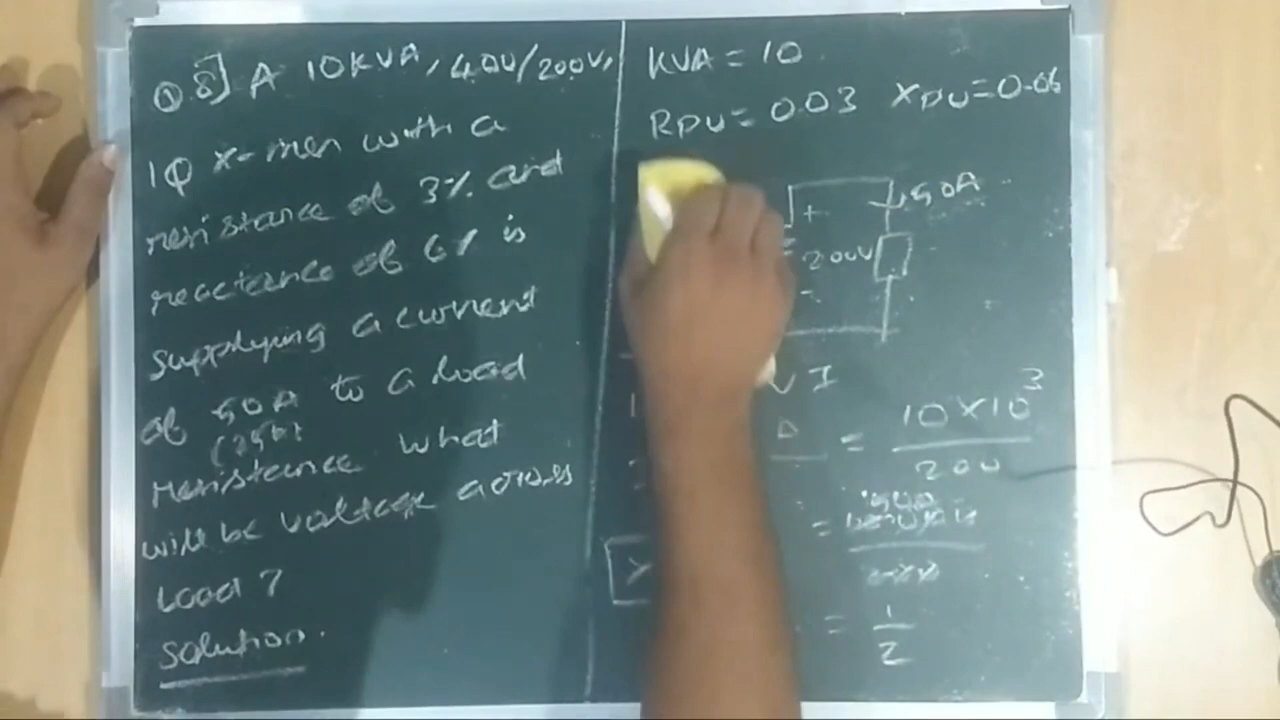 Q8] A 10KVA, 400/200V,
1φ x-mer with a
resistance of 3% and
reactance of 6% is
supplying a current
of 50A to a load
resistance what
will be voltage across
load?
solution.
KVA = 10
Rpu = 0.03 Xpu = 0.06
50A
+
200V
-
VI
= 10×10³
200
=
= 1
2